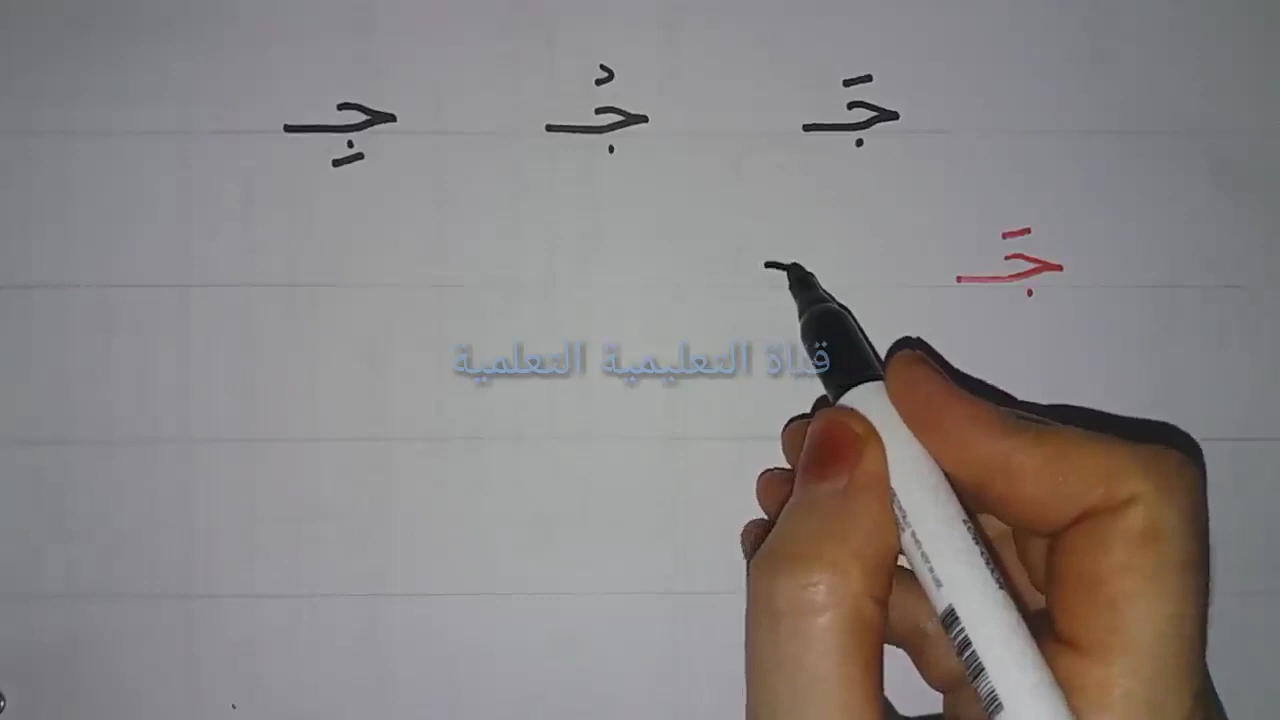 جَـ جُـ جِـ
جَـ
قناة التعليمية التعلمية